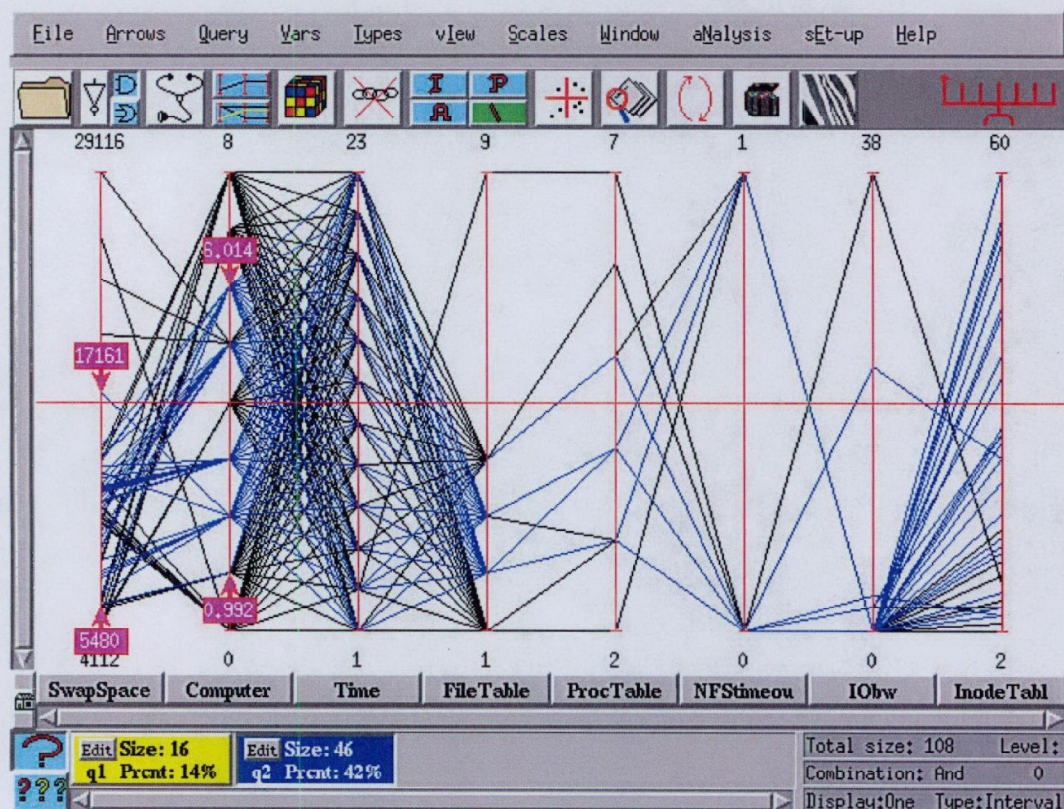 File Arrows Query Vars Types vIew Scales Window aNalysis sEt-up Help
I P
A
29116 8 23 9 7 1 38 60
6.014
17161
0.992
5480
4112 0 1 1 2 0 0 2
SwapSpace Computer Time FileTable ProcTable NFStimeou IObw InodeTabl
Edit Size: 16 Edit Size: 46 Total size: 108 Level:
q1 Prcnt: 14% q2 Prcnt: 42% Combination: And 0
??? Display:One Type:Interval